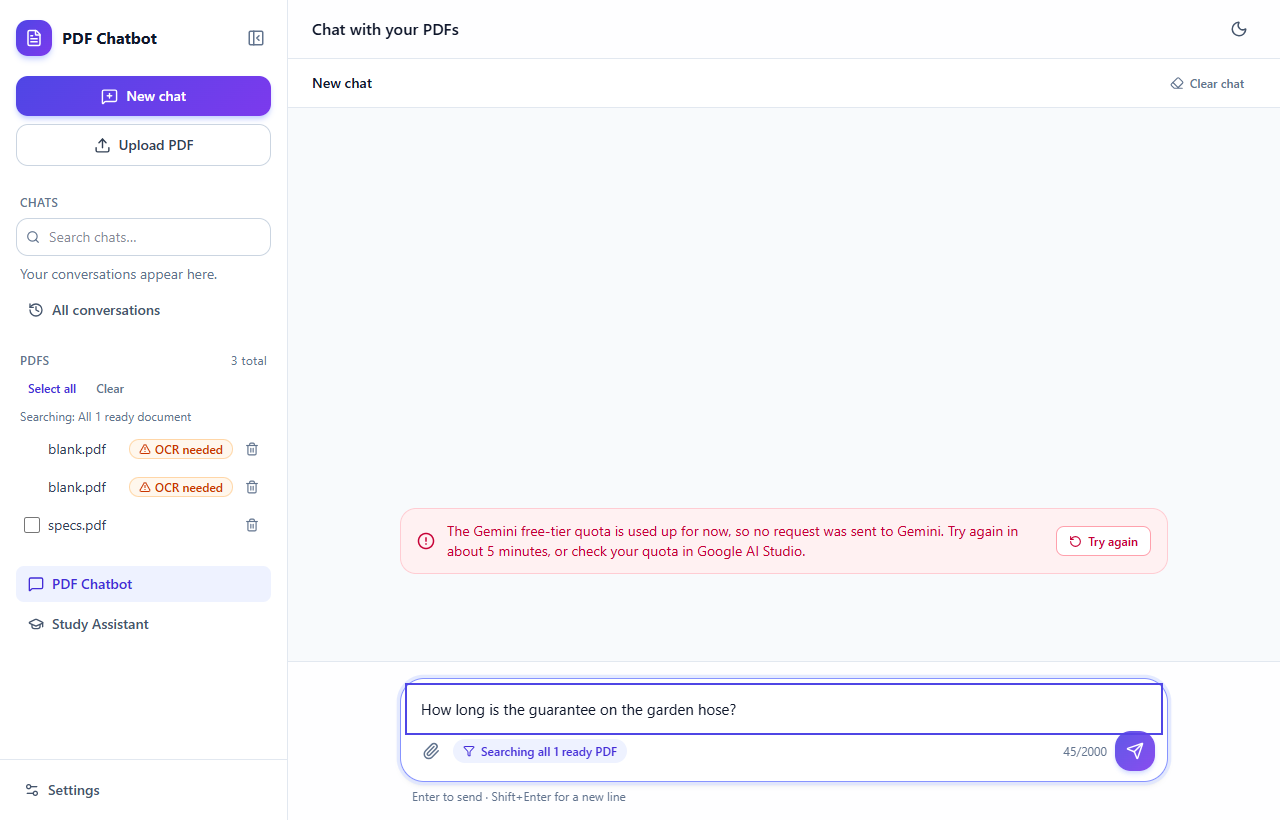 PDF Chatbot
New chat
Upload PDF
CHATS
Search chats...
Your conversations appear here.
All conversations
PDFS 3 total
Select all Clear
Searching: All 1 ready document
blank.pdf OCR needed
blank.pdf OCR needed
specs.pdf
PDF Chatbot
Study Assistant
Settings
Chat with your PDFs
New chat Clear chat
The Gemini free-tier quota is used up for now, so no request was sent to Gemini. Try again in
about 5 minutes, or check your quota in Google AI Studio.
Try again
How long is the guarantee on the garden hose?
Searching all 1 ready PDF 45/2000
Enter to send · Shift+Enter for a new line